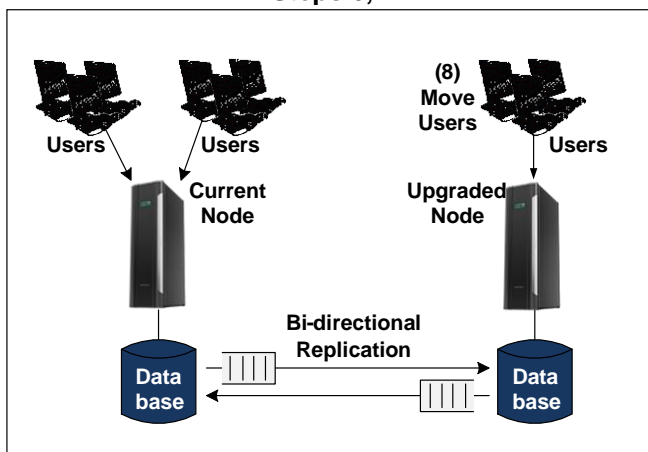 (8)
Move
Users
Users
Users
Users
Current
Node
Upgraded
Node
Bi-directional
Replication
Data
base
Data
base